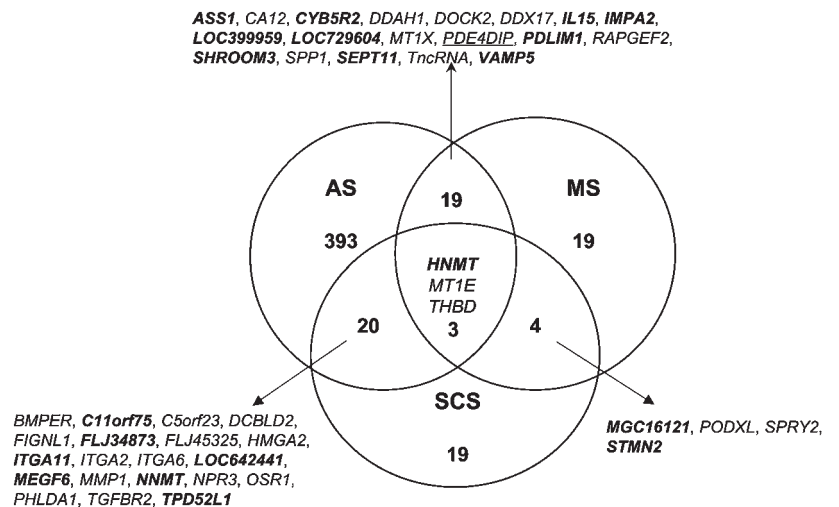 ASS1, CA12, CYB5R2, DDAH1, DOCK2, DDX17, IL15, IMPA2,
LOC399959, LOC729604, MT1X, PDE4DIP, PDLIM1, RAPGEF2,
SHROOM3, SPP1, SEPT11, TncRNA, VAMP5
AS
MS
19
393
19
HNMT
MT1E
THBD
20
3
4
SCS
19
BMPER, C11orf75, C5orf23, DCBLD2,
FIGNL1, FLJ34873, FLJ45325, HMGA2,
ITGA11, ITGA2, ITGA6, LOC642441,
MEGF6, MMP1, NNMT, NPR3, OSR1,
PHLDA1, TGFBR2, TPD52L1
MGC16121, PODXL, SPRY2,
STMN2